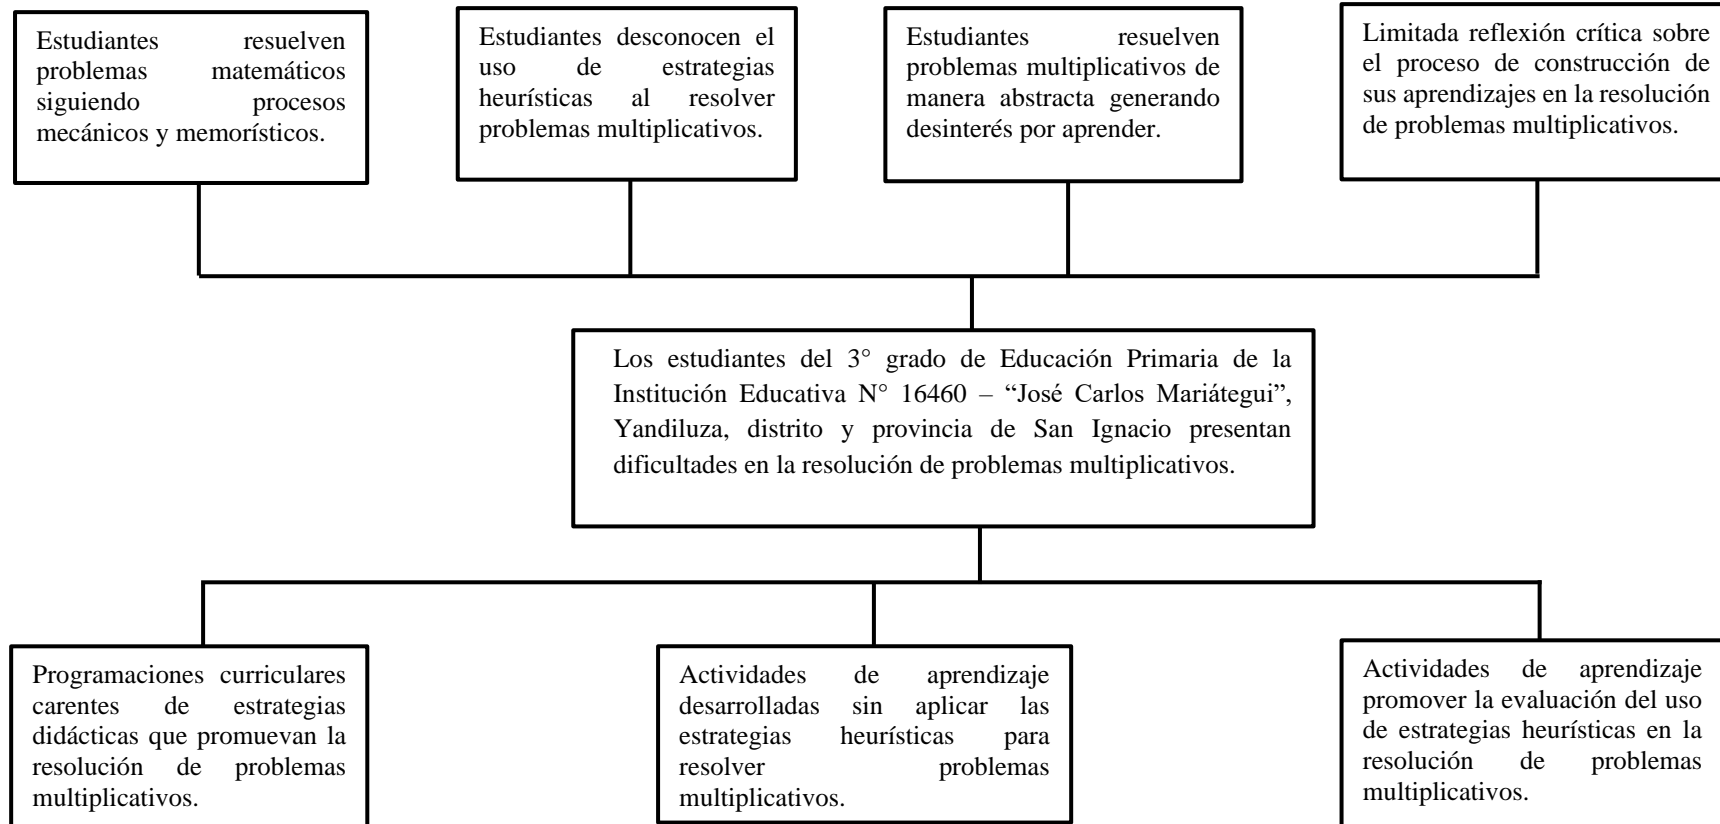 Estudiantes resuelven
problemas matemáticos
siguiendo procesos
mecánicos y memorísticos.
Estudiantes desconocen el
uso de estrategias
heurísticas al resolver
problemas multiplicativos.
Estudiantes resuelven
problemas multiplicativos de
manera abstracta generando
desinterés por aprender.
Limitada reflexión crítica sobre
el proceso de construcción de
sus aprendizajes en la resolución
de problemas multiplicativos.
Los estudiantes del 3° grado de Educación Primaria de la
Institución Educativa N° 16460 – “José Carlos Mariátegui”,
Yandiluza, distrito y provincia de San Ignacio presentan
dificultades en la resolución de problemas multiplicativos.
Programaciones curriculares
carentes de estrategias
didácticas que promuevan la
resolución de problemas
multiplicativos.
Actividades de aprendizaje
desarrolladas sin aplicar las
estrategias heurísticas para
resolver problemas
multiplicativos.
Actividades de aprendizaje
promover la evaluación del uso
de estrategias heurísticas en la
resolución de problemas
multiplicativos.